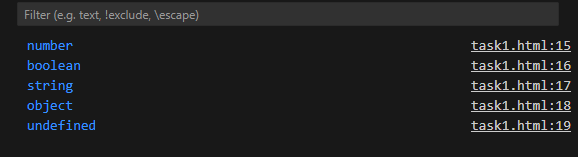 Filter (e.g. text, !exclude, \escape)
number task1.html:15
boolean task1.html:16
string task1.html:17
object task1.html:18
undefined task1.html:19